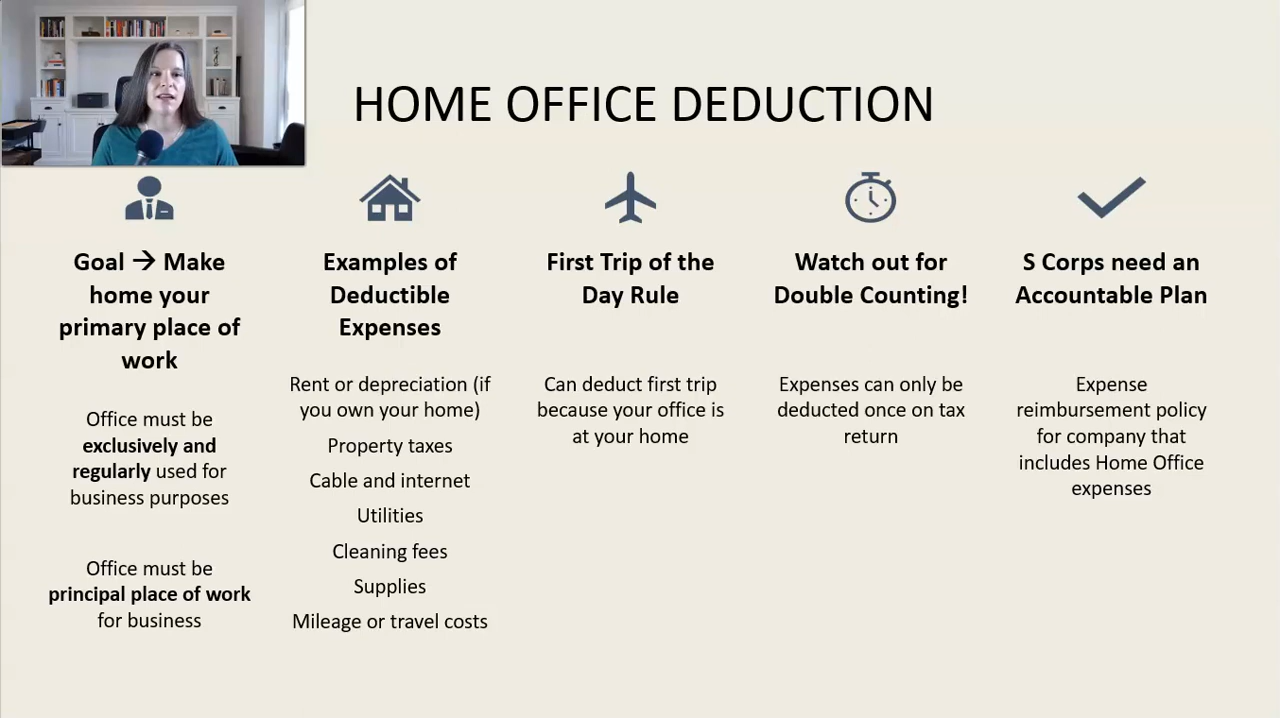 HOME OFFICE DEDUCTION
Goal → Make
home your
primary place of
work
Office must be
exclusively and
regularly used for
business purposes
Office must be
principal place of work
for business
Examples of
Deductible
Expenses
Rent or depreciation (if
you own your home)
Property taxes
Cable and internet
Utilities
Cleaning fees
Supplies
Mileage or travel costs
First Trip of the
Day Rule
Can deduct first trip
because your office is
at your home
Watch out for
Double Counting!
Expenses can only be
deducted once on tax
return
S Corps need an
Accountable Plan
Expense
reimbursement policy
for company that
includes Home Office
expenses